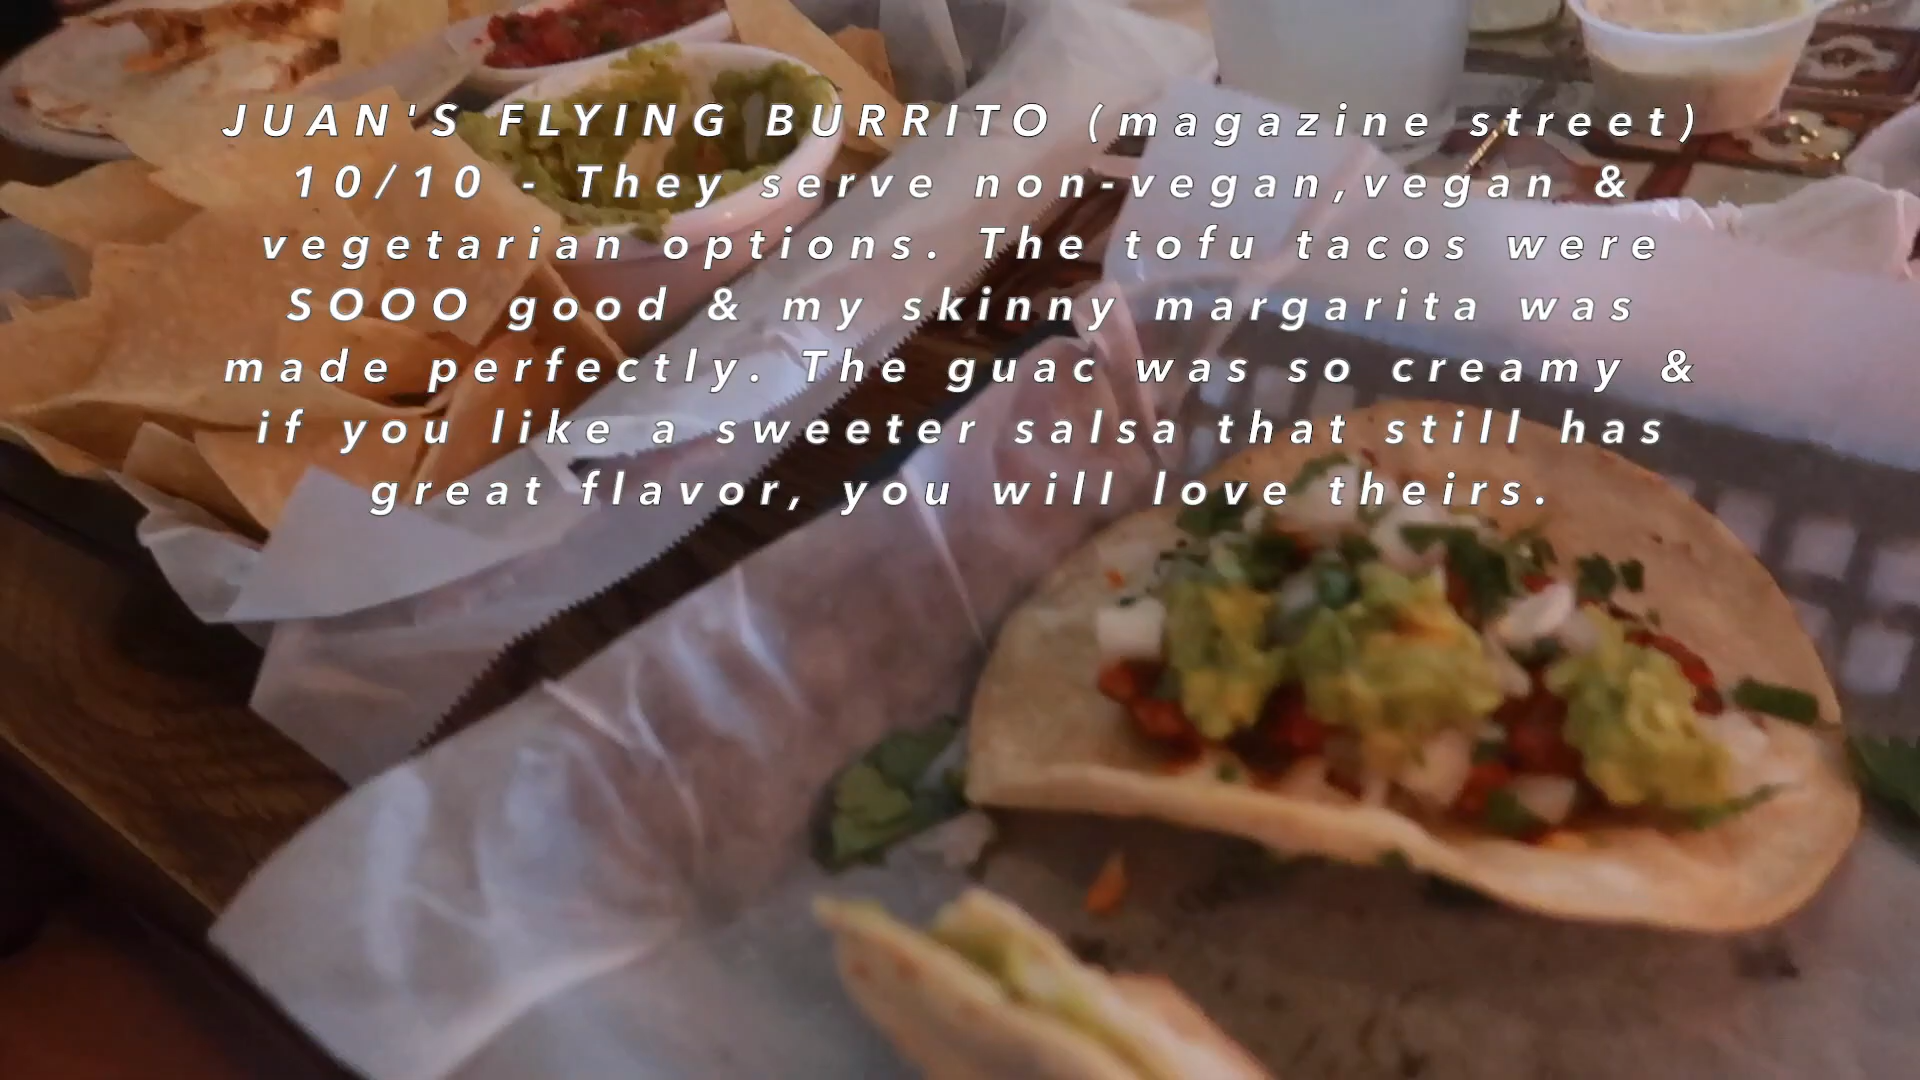 JUAN'S FLYING BURRITO (magazine street)
10/10 - They serve non-vegan,vegan &
vegetarian options. The tofu tacos were
SOOO good & my skinny margarita was
made perfectly. The guac was so creamy &
if you like a sweeter salsa that still has
great flavor, you will love theirs.